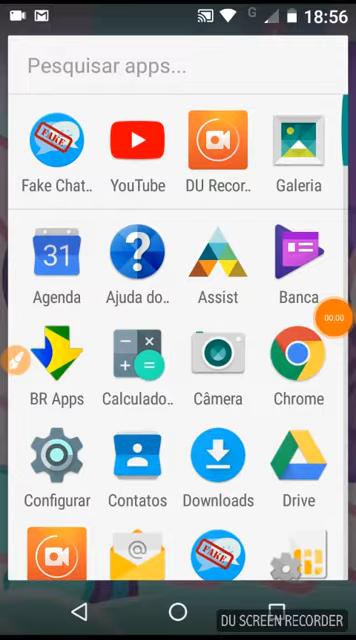 G 18:56
Pesquisar apps...
FAKE
Fake Chat.. YouTube DU Recor.. Galeria
31
Agenda Ajuda do.. Assist Banca
00:00
BR Apps Calculado.. Câmera Chrome
Configurar Contatos Downloads Drive
@ FAKE
DU SCREEN RECORDER